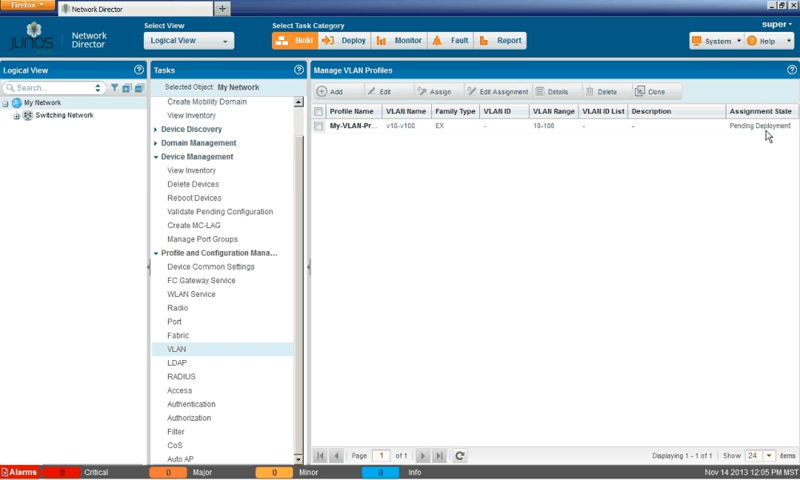 Firefox
Network Director
JUNOS
Network Director
Select View
Logical View
Select Task Category
Build
Deploy
Monitor
Fault
Report
super
System
Help
Logical View
Search...
My Network
Switching Network
Tasks
Selected Object: My Network
Create Mobility Domain
View Inventory
Device Discovery
Domain Management
Device Management
View Inventory
Delete Devices
Reboot Devices
Validate Pending Configuration
Create MC-LAG
Manage Port Groups
Profile and Configuration Mana...
Device Common Settings
FC Gateway Service
WLAN Service
Radio
Port
Fabric
VLAN
LDAP
RADIUS
Access
Authentication
Authorization
Filter
CoS
Auto AP
Manage VLAN Profiles
Add Edit Assign Edit Assignment Details Delete Clone
Profile Name VLAN Name Family Type VLAN ID VLAN Range VLAN ID List Description Assignment State
My-VLAN-Pr... v10-v100 EX - 10-100 - - Pending Deployment
Page 1 of 1 Displaying 1 - 1 of 1 Show 24 items
Alarms 0 Critical 0 Major 0 Minor 0 Info Nov 14 2013 12:05 PM MST